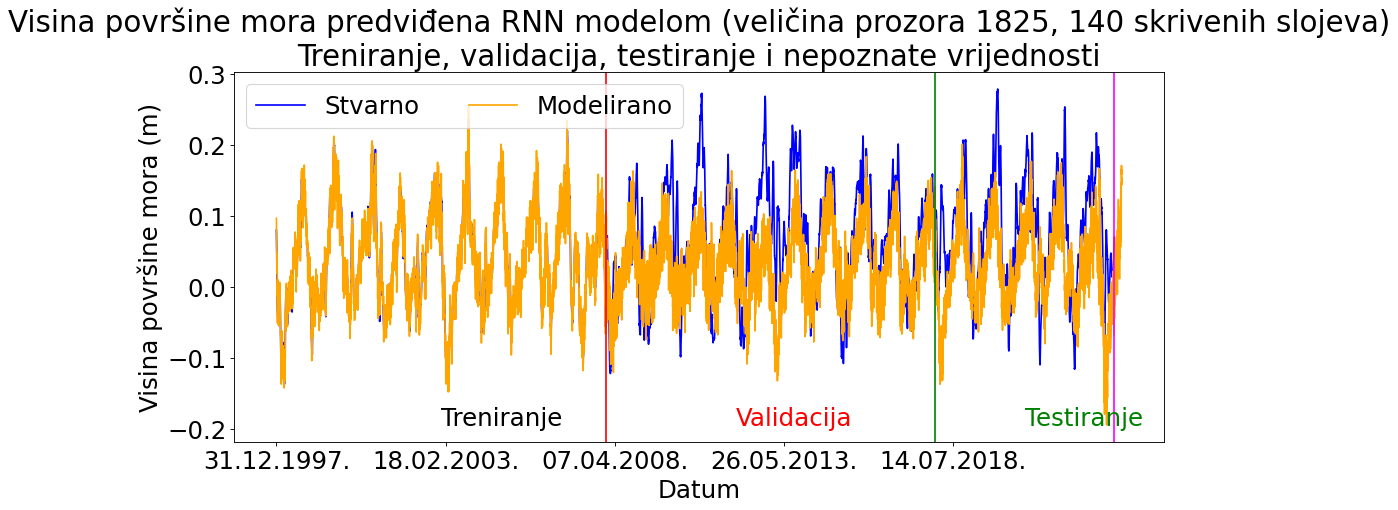 Visina površine mora predviđena RNN modelom (veličina prozora 1825, 140 skrivenih slojeva)
Treniranje, validacija, testiranje i nepoznate vrijednosti
Stvarno Modelirano
Visina površine mora (m)
0.3
0.2
0.1
0.0
−0.1
−0.2
Treniranje Validacija Testiranje
31.12.1997. 18.02.2003. 07.04.2008. 26.05.2013. 14.07.2018.
Datum